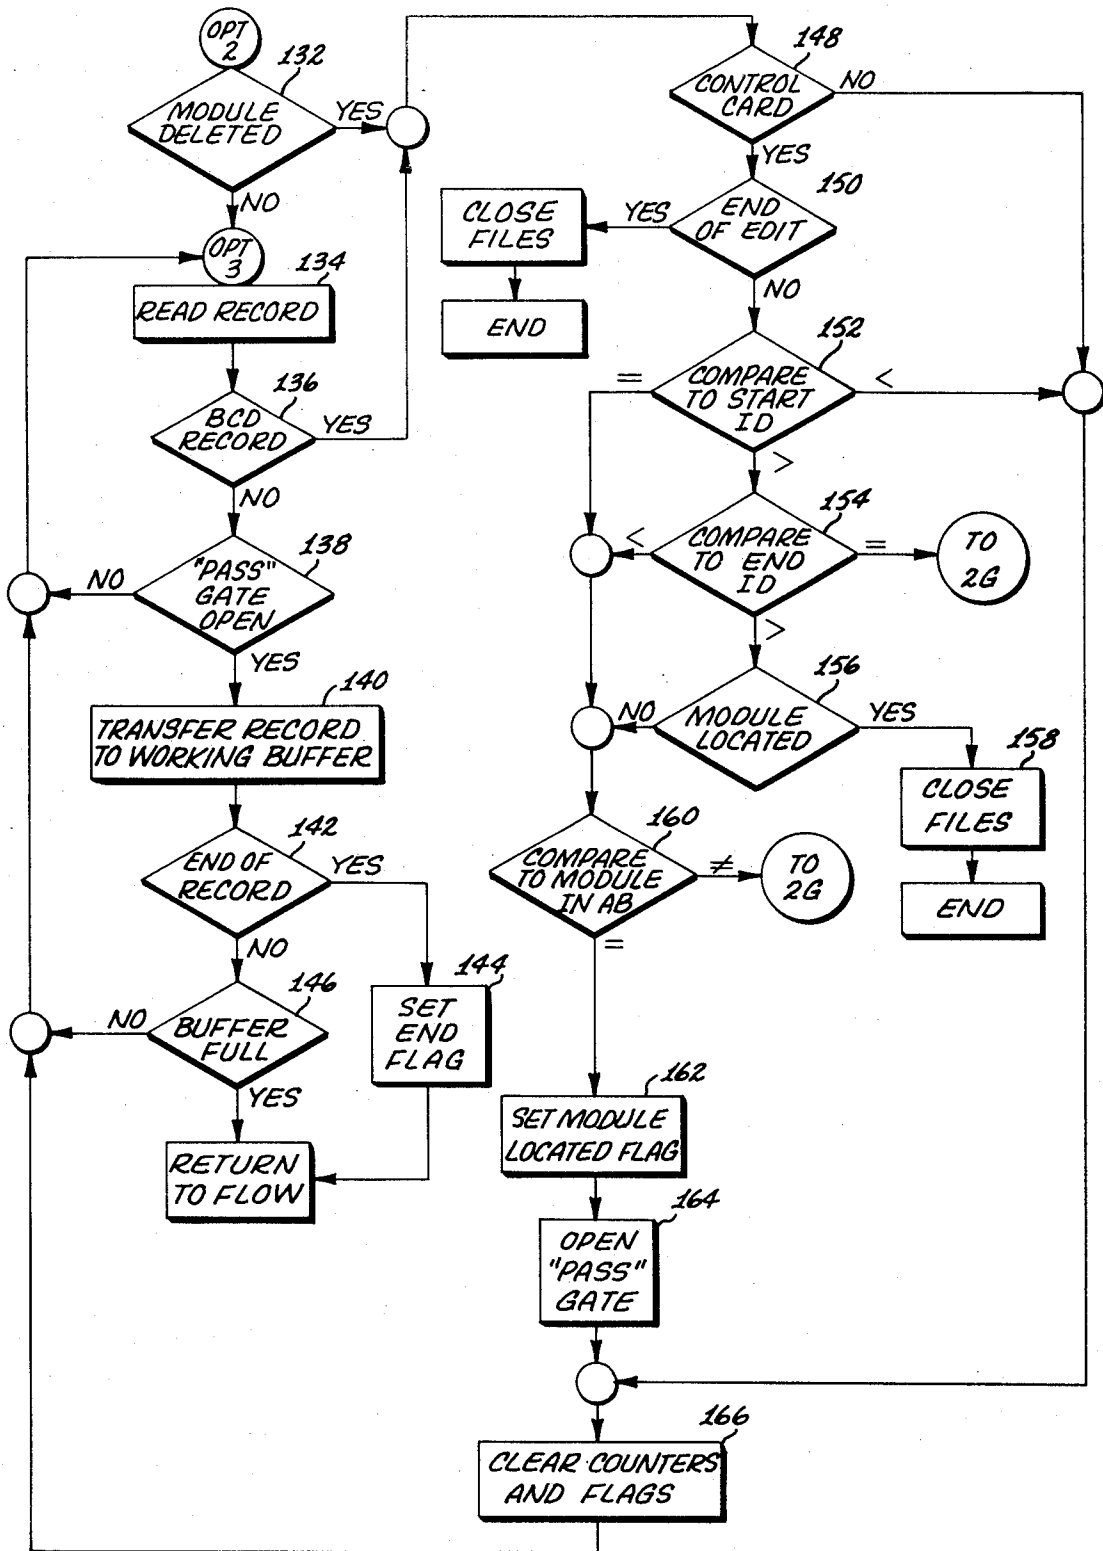 OPT
2
132
MODULE
DELETED
YES
NO
OPT
3
134
READ RECORD
136
BCD
RECORD
YES
NO
138
"PASS"
GATE
OPEN
NO
YES
140
TRANSFER RECORD
TO WORKING BUFFER
142
END OF
RECORD
YES
NO
144
SET
END
FLAG
146
BUFFER
FULL
NO
YES
RETURN
TO FLOW
148
CONTROL
CARD
NO
YES
150
END
OF EDIT
YES
CLOSE
FILES
END
NO
152
COMPARE
TO START
ID
=
<
>
154
COMPARE
TO END
ID
<
=
TO
2G
>
156
MODULE
LOCATED
NO
YES
158
CLOSE
FILES
END
160
COMPARE
TO MODULE
IN AB
≠
TO
2G
=
162
SET MODULE
LOCATED FLAG
164
OPEN
"PASS"
GATE
166
CLEAR COUNTERS
AND FLAGS